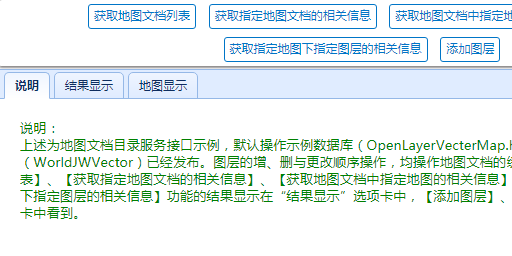 获取地图文档列表 获取指定地图文档的相关信息 获取地图文档中指定地
获取指定地图下指定图层的相关信息 添加图层
说明 结果显示 地图显示
说明：
上述为地图文档目录服务接口示例，默认操作示例数据库（OpenLayerVecterMap.H
（WorldJWVector）已经发布。图层的增、删与更改顺序操作，均操作地图文档的缓
表】、【获取指定地图文档的相关信息】、【获取地图文档中指定地图的相关信息】
下指定图层的相关信息】功能的结果显示在“结果显示”选项卡中，【添加图层】、
卡中看到。